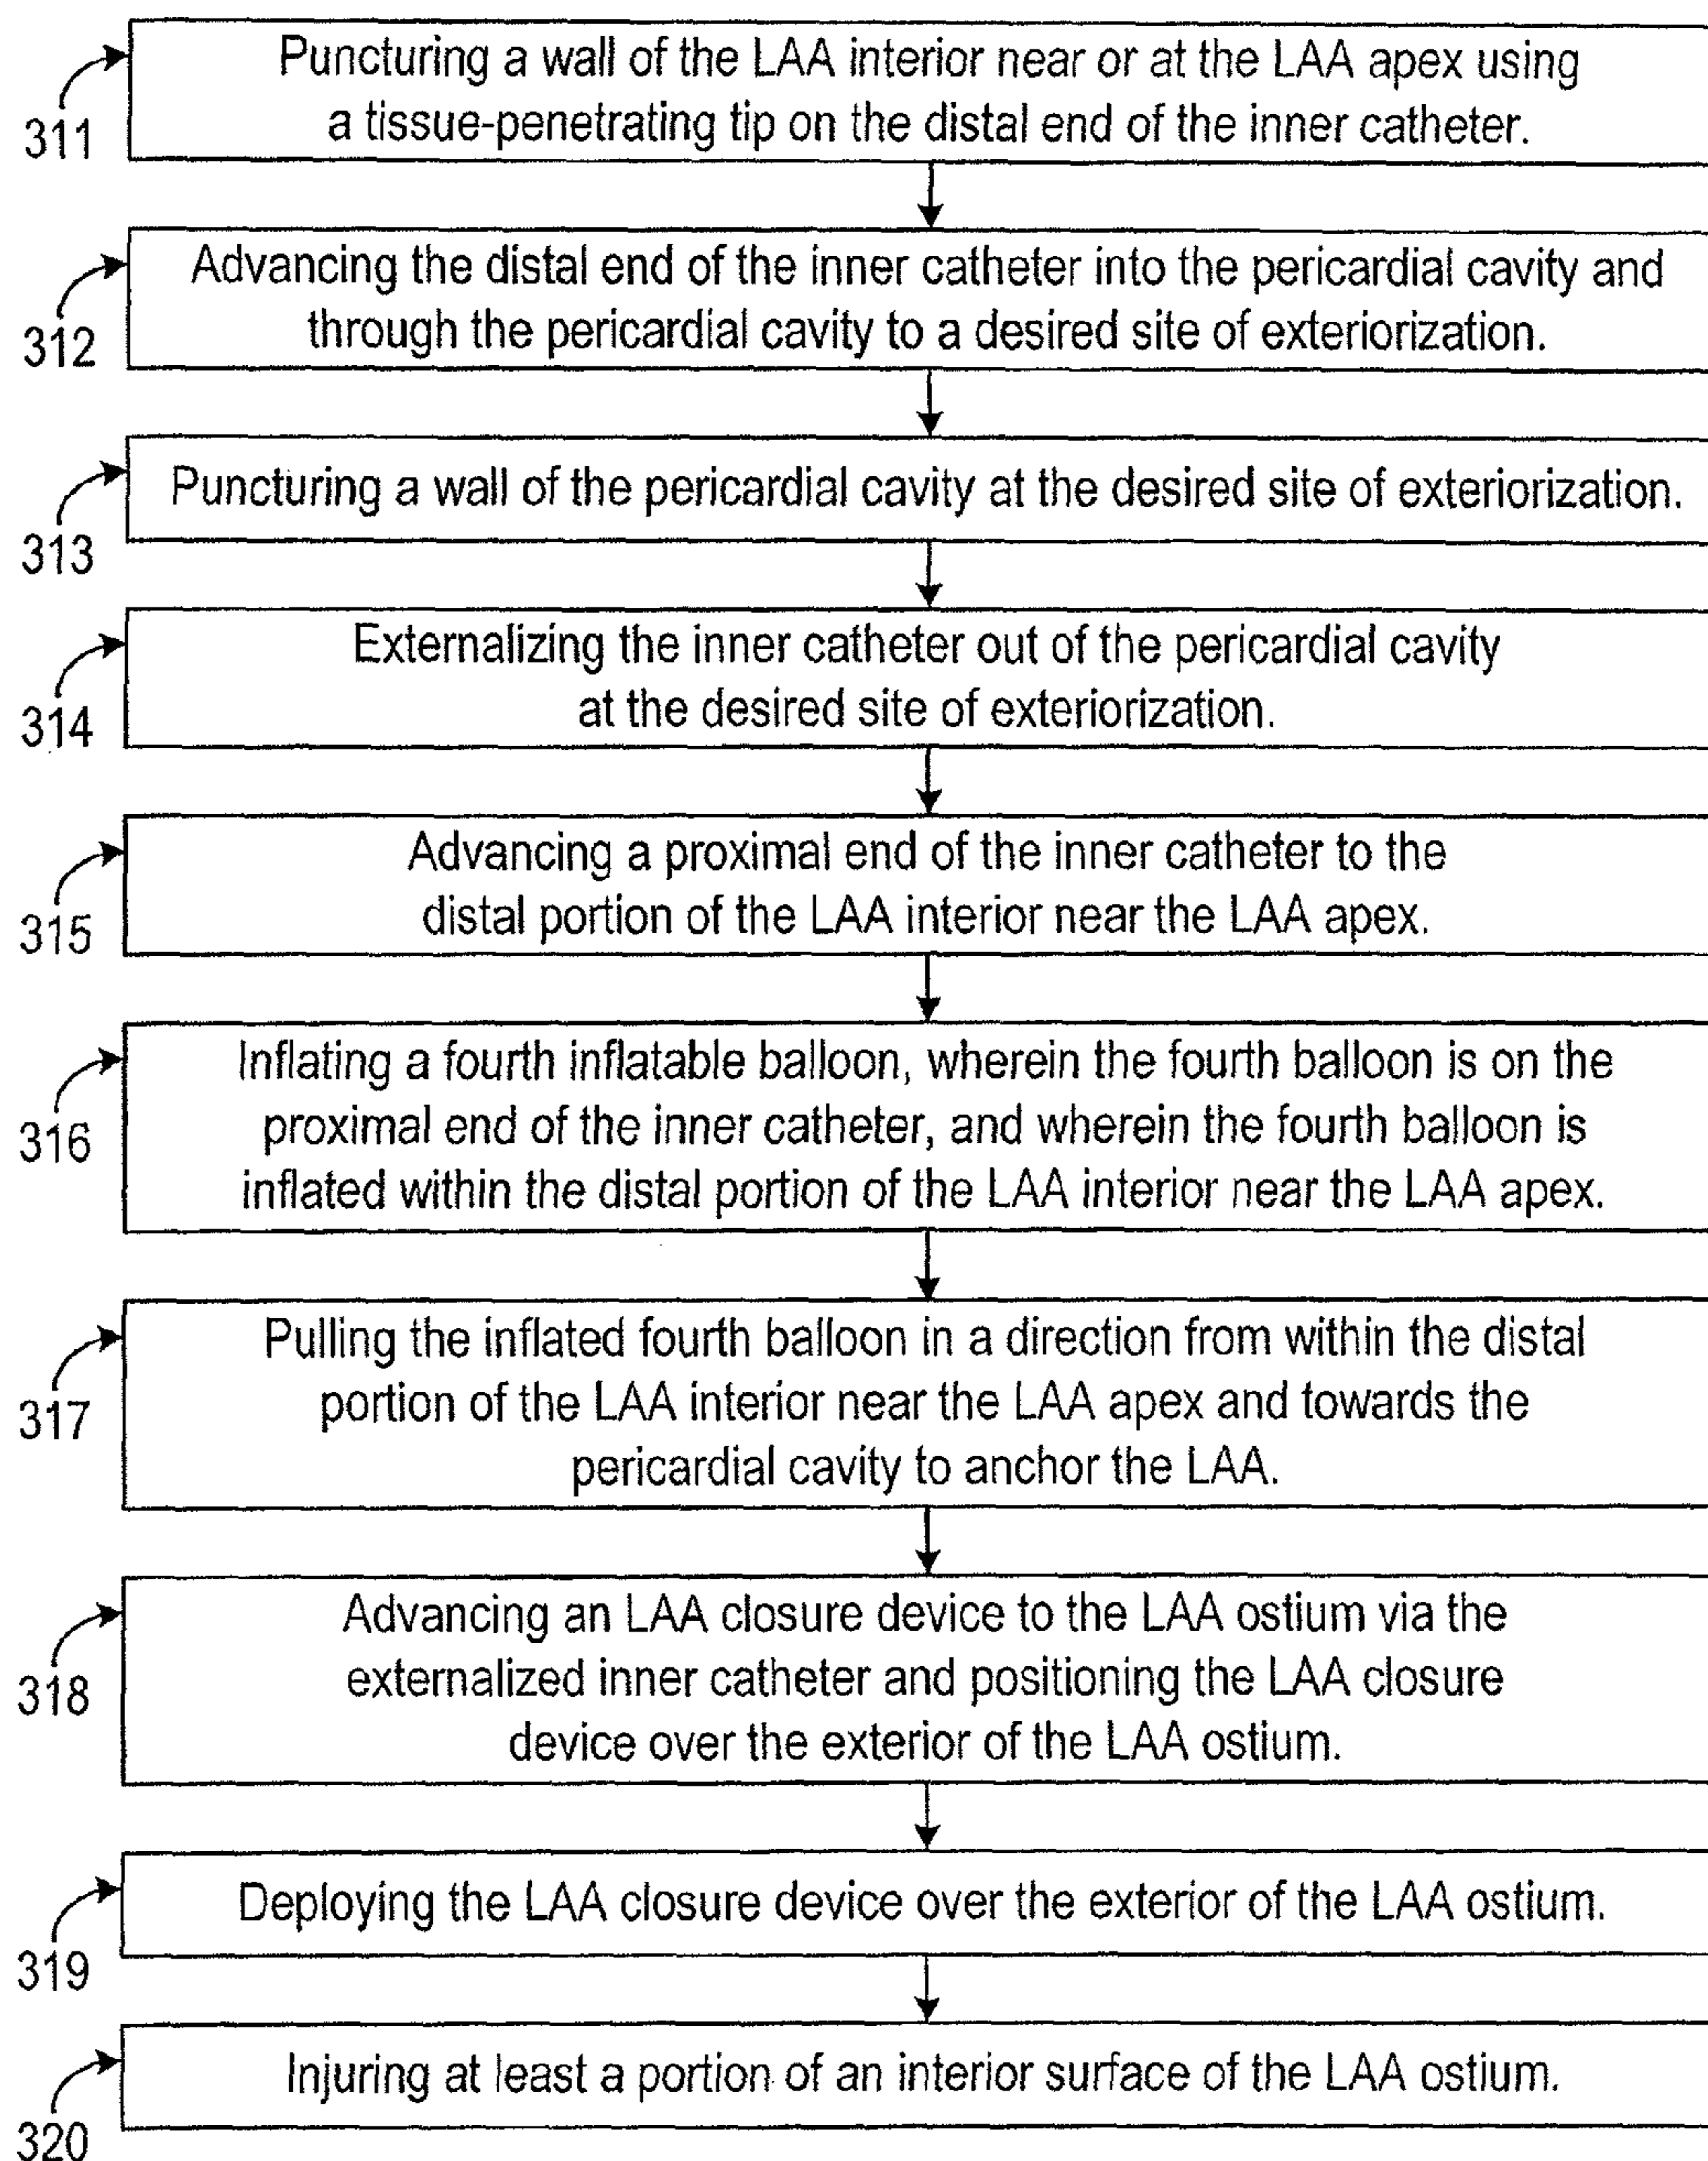 Puncturing a wall of the LAA interior near or at the LAA apex using
a tissue-penetrating tip on the distal end of the inner catheter.
311
Advancing the distal end of the inner catheter into the pericardial cavity and
through the pericardial cavity to a desired site of exteriorization.
312
Puncturing a wall of the pericardial cavity at the desired site of exteriorization.
313
Externalizing the inner catheter out of the pericardial cavity
at the desired site of exteriorization.
314
Advancing a proximal end of the inner catheter to the
distal portion of the LAA interior near the LAA apex.
315
Inflating a fourth inflatable balloon, wherein the fourth balloon is on the
proximal end of the inner catheter, and wherein the fourth balloon is
inflated within the distal portion of the LAA interior near the LAA apex.
316
Pulling the inflated fourth balloon in a direction from within the distal
portion of the LAA interior near the LAA apex and towards the
pericardial cavity to anchor the LAA.
317
Advancing an LAA closure device to the LAA ostium via the
externalized inner catheter and positioning the LAA closure
device over the exterior of the LAA ostium.
318
Deploying the LAA closure device over the exterior of the LAA ostium.
319
Injuring at least a portion of an interior surface of the LAA ostium.
320